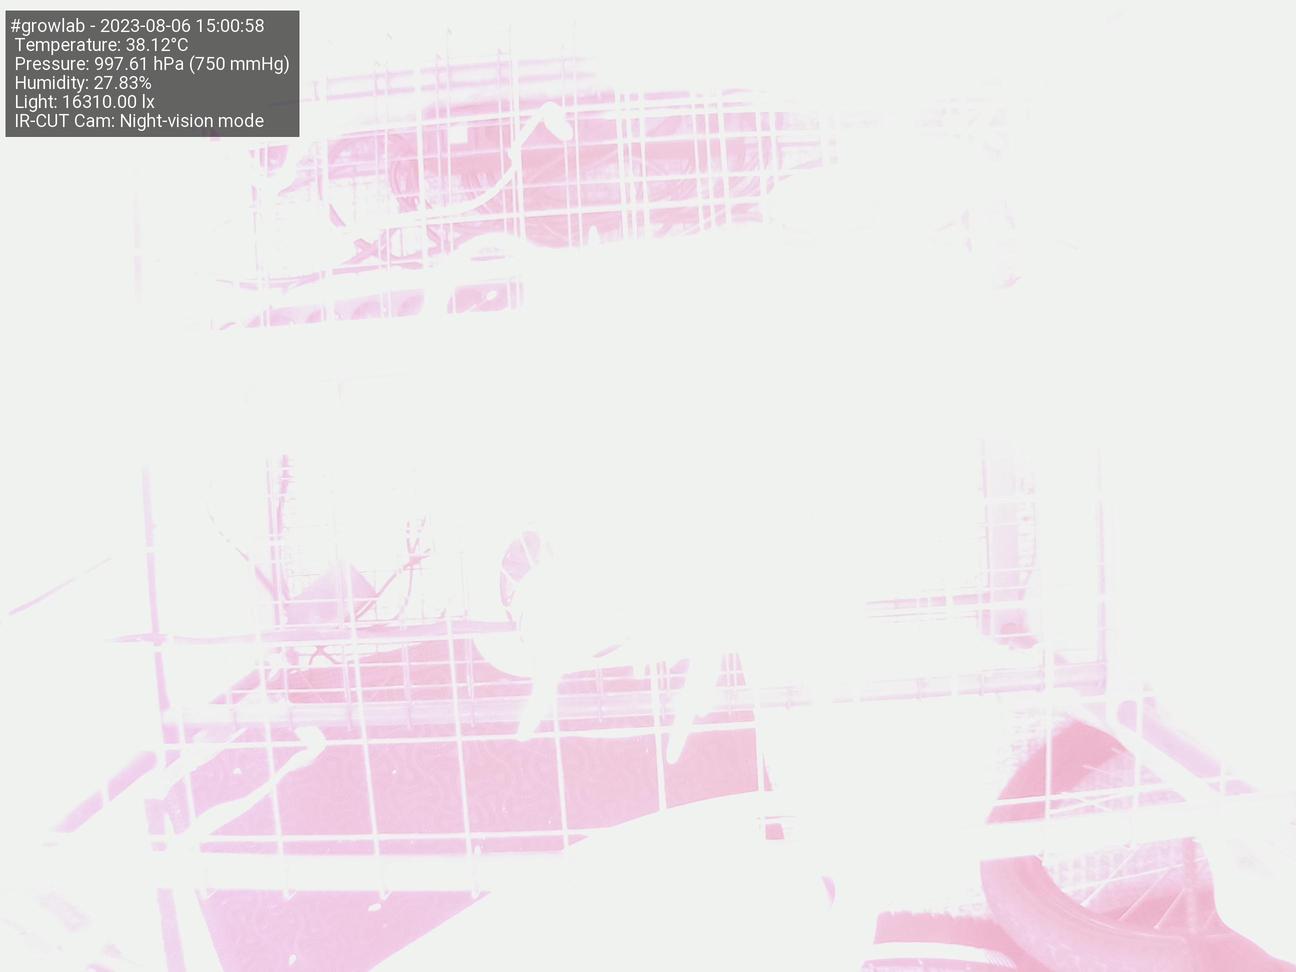 #growlab - 2023-08-06 15:00:58
Temperature: 38.12°C
Pressure: 997.61 hPa (750 mmHg)
Humidity: 27.83%
Light: 16310.00 lx
IR-CUT Cam: Night-vision mode